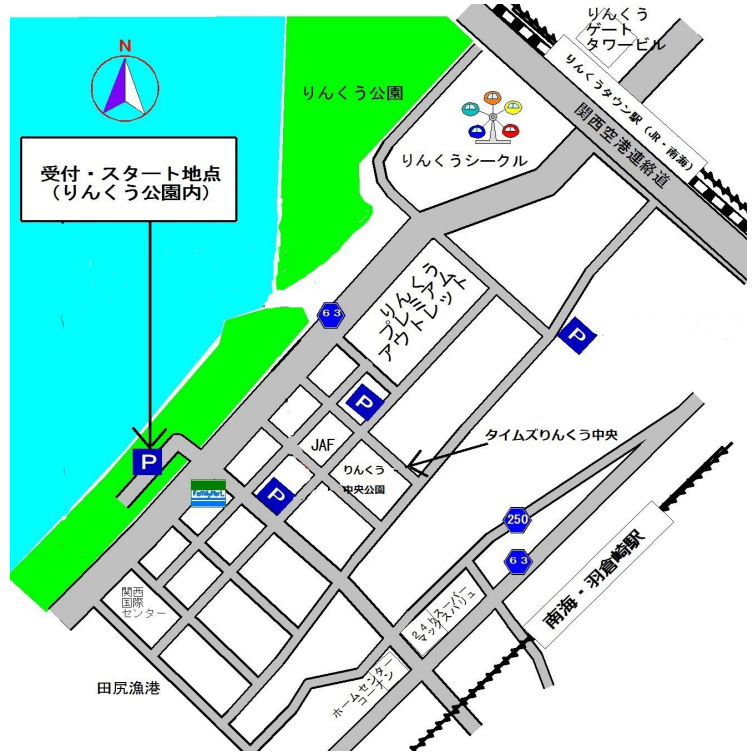 りんくう
ゲート
タワービル
N
りんくう公園
りんくうタウン駅（JR・南海）
関西空港連絡道
受付・スタート地点
（りんくう公園内）
りんくうシークル
りんくう
プレミアム
アウトレット
63
P
P
JAF
タイムズりんくう中央
P
りんくう
中央公園
FamilyMart
P
250
63
南海・羽倉崎駅
関西
国際
センター
24hスーパー
マックスバリュ
ホームセンター
コーナン
田尻漁港